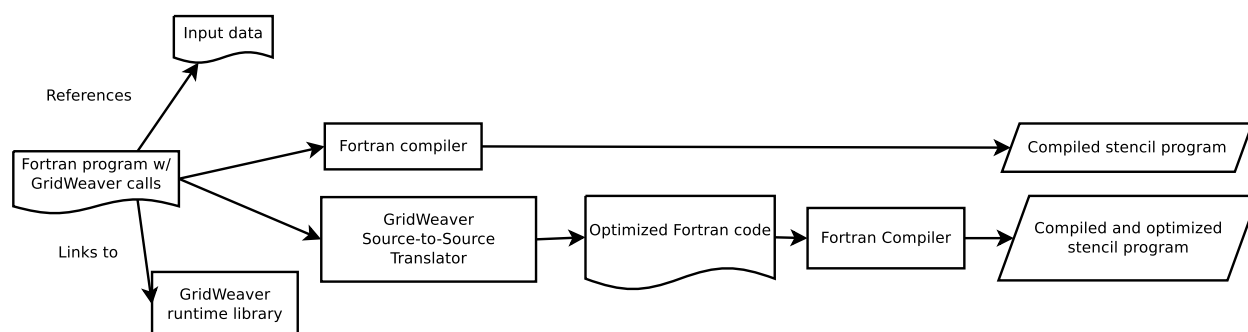 Input data
References
Fortran program w/
GridWeaver calls
Links to
GridWeaver
runtime library
Fortran compiler
Compiled stencil program
GridWeaver
Source-to-Source
Translator
Optimized Fortran code
Fortran Compiler
Compiled and optimized
stencil program